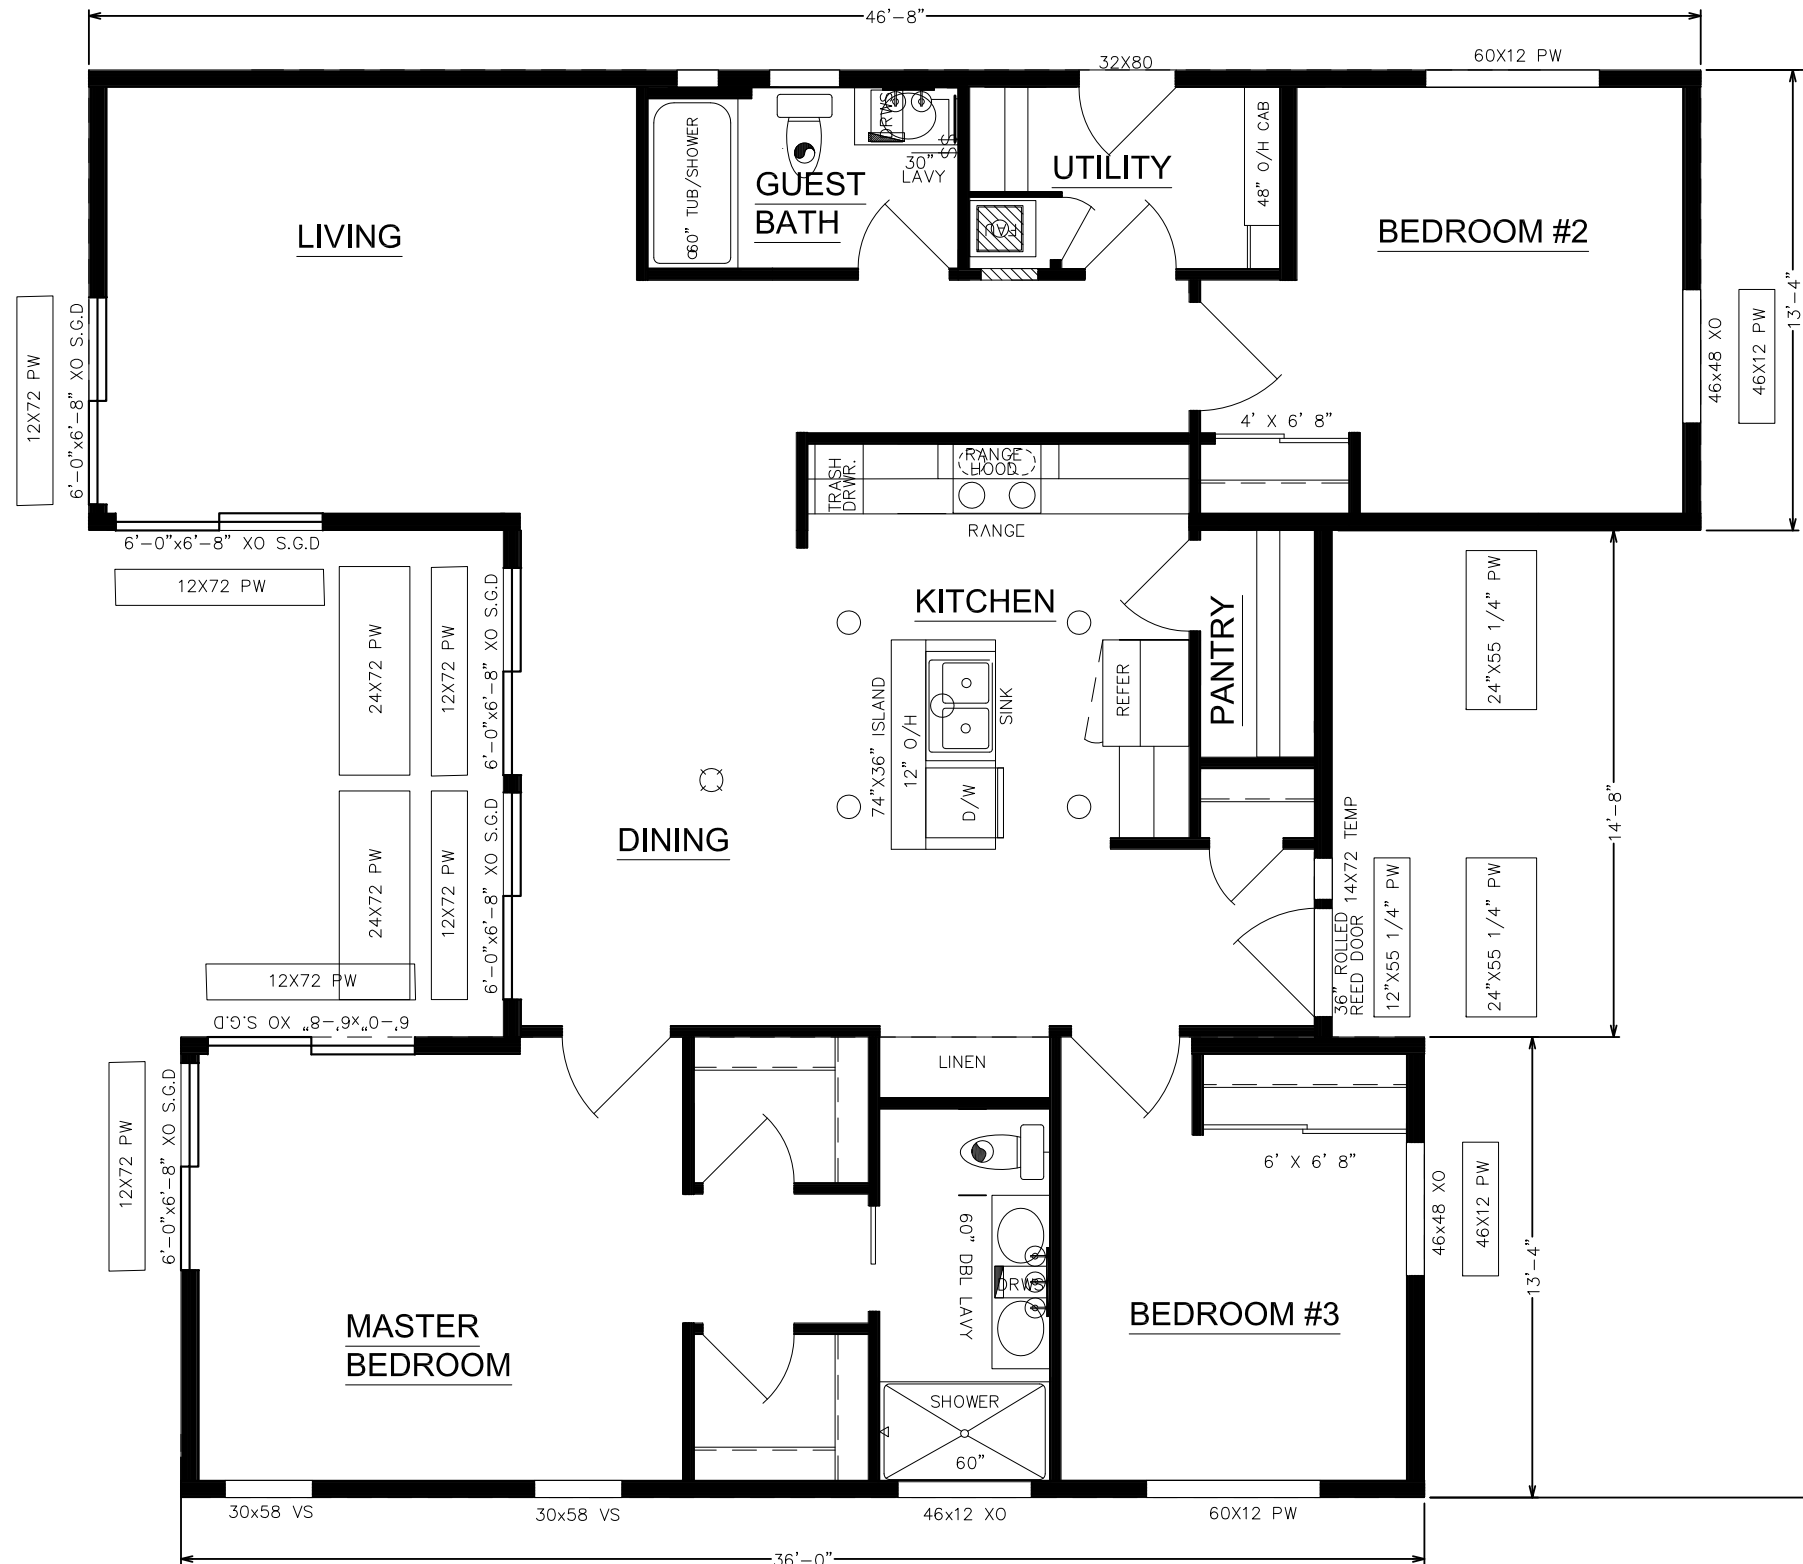 46'-8"
32X80
60X12 PW
60" TUB/SHOWER
DRWS
30"
LAVY
GUEST
BATH
UTILITY
48" O/H CAB
FAU
LIVING
BEDROOM #2
13'-4"
12X72 PW
6'-0"x6'-8" XO S.G.D
46x48 XO
46X12 PW
4' X 6' 8"
TRASH
DRWR.
RANGE
HOOD
RANGE
6'-0"x6'-8" XO S.G.D
12X72 PW
24X72 PW
12X72 PW
6'-0"x6'-8" XO S.G.D
KITCHEN
74"X36" ISLAND
12" O/H
SINK
D/W
REFER
PANTRY
24"X55 1/4" PW
14'-8"
DINING
24X72 PW
12X72 PW
6'-0"x6'-8" XO S.G.D
14X72 TEMP
36" ROLLED
REED DOOR
12"X55 1/4" PW
24"X55 1/4" PW
12X72 PW
6'-0"x6'-8" XO S.G.D
LINEN
12X72 PW
6'-0"x6'-8" XO S.G.D
6' X 6' 8"
46x48 XO
46X12 PW
13'-4"
60" DBL LAVY
DRWS
MASTER
BEDROOM
BEDROOM #3
SHOWER
60"
30x58 VS
30x58 VS
46x12 XO
60X12 PW
36'-0"